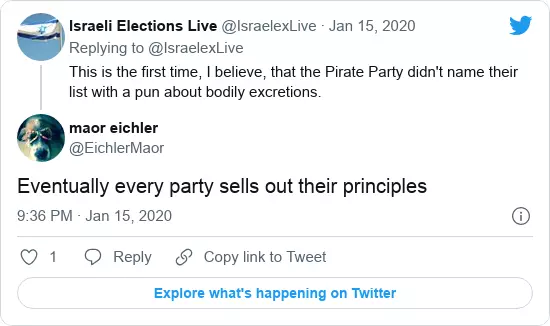 Israeli Elections Live @IsraelexLive · Jan 15, 2020
Replying to @IsraelexLive
This is the first time, I believe, that the Pirate Party didn't name their
list with a pun about bodily excretions.
maor eichler
@EichlerMaor
Eventually every party sells out their principles
9:36 PM · Jan 15, 2020
1 Reply Copy link to Tweet
Explore what's happening on Twitter